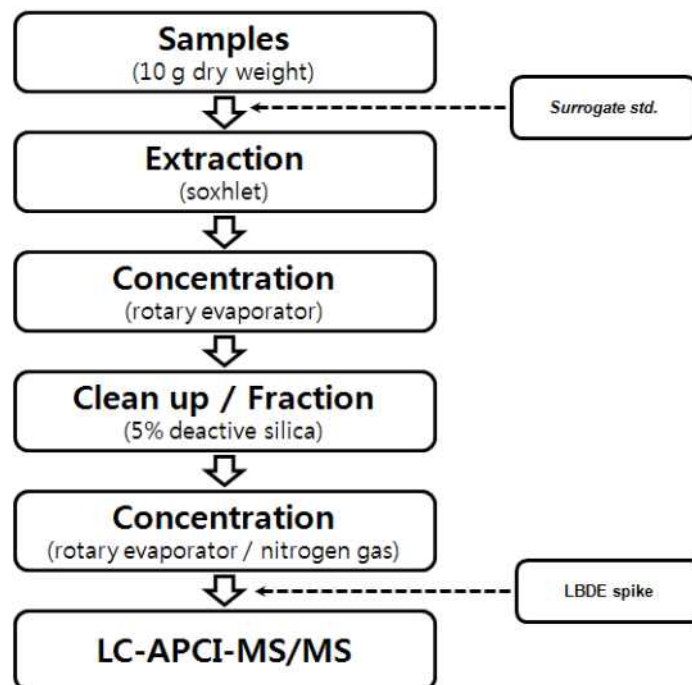 Samples
(10 g dry weight)
Surrogate std.
Extraction
(soxhlet)
Concentration
(rotary evaporator)
Clean up / Fraction
(5% deactive silica)
Concentration
(rotary evaporator / nitrogen gas)
LBDE spike
LC-APCI-MS/MS